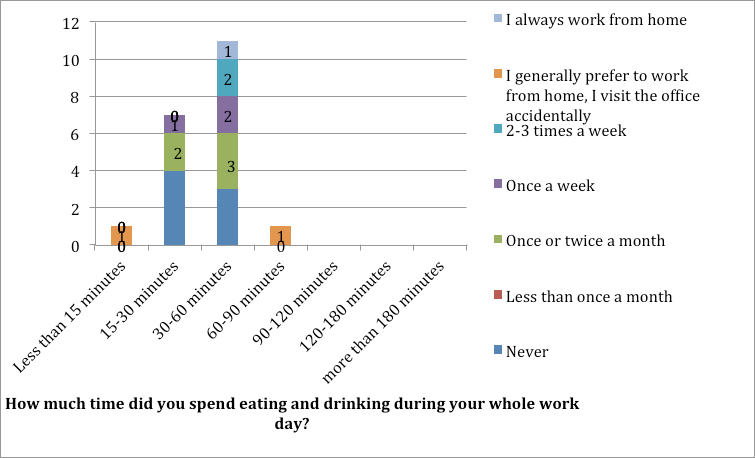 12
10
8
6
4
2
0
0
1
0
0
1
2
1
2
2
3
1
0
Less than 15 minutes
15-30 minutes
30-60 minutes
60-90 minutes
90-120 minutes
120-180 minutes
more than 180 minutes
How much time did you spend eating and drinking during your whole work
day?
I always work from home
I generally prefer to work
from home, I visit the office
accidentally
2-3 times a week
Once a week
Once or twice a month
Less than once a month
Never